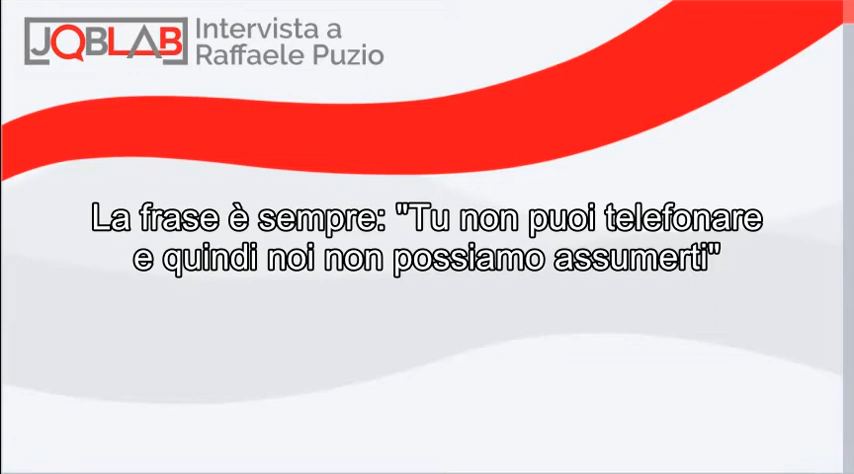 JOBLAB
Intervista a
Raffaele Puzio
La frase è sempre: "Tu non puoi telefonare
e quindi noi non possiamo assumerti"